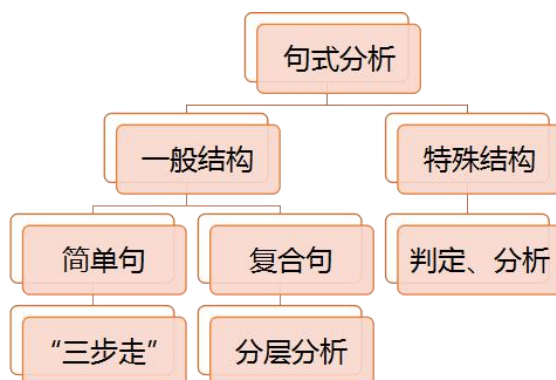 句式分析
一般结构
特殊结构
简单句
复合句
判定、分析
“三步走”
分层分析